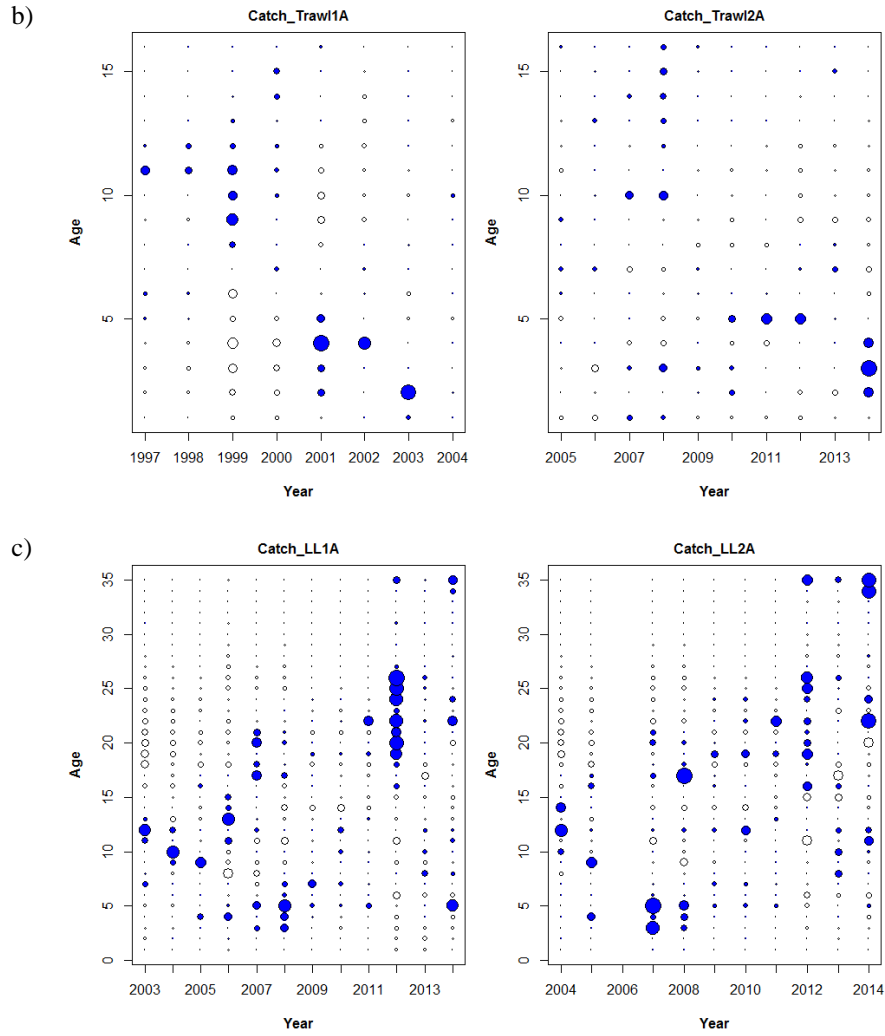 b)
Catch_Trawl1A
Catch_Trawl2A
Age
15
10
5
1997 1998 1999 2000 2001 2002 2003 2004
Year
Age
15
10
5
2005 2007 2009 2011 2013
Year
c)
Catch_LL1A
Catch_LL2A
Age
35
30
25
20
15
10
5
0
2003 2005 2007 2009 2011 2013
Year
Age
35
30
25
20
15
10
5
0
2004 2006 2008 2010 2012 2014
Year